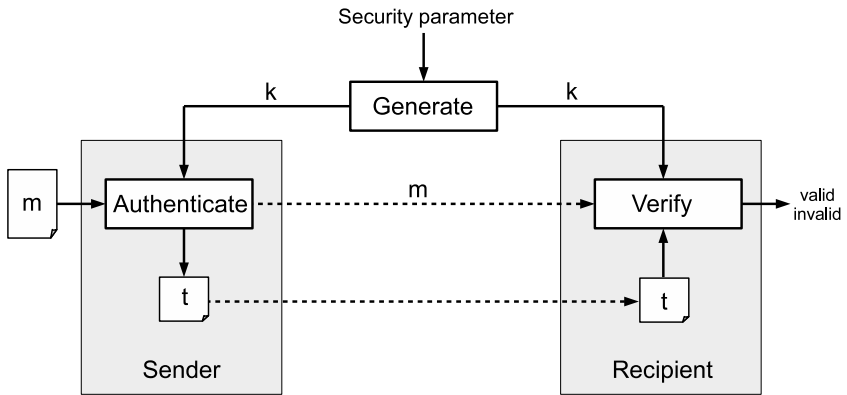 Security parameter
k
Generate
k
m
Authenticate
m
Verify
valid
invalid
t
t
Sender
Recipient